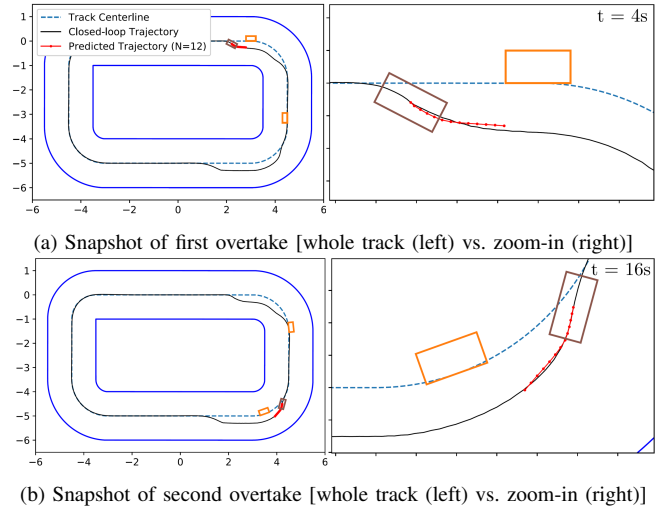 Track Centerline
Closed-loop Trajectory
Predicted Trajectory (N=12)
t = 4s
1
0
−1
−2
−3
−4
−5
−6
−6 −4 −2 0 2 4 6
(a) Snapshot of first overtake [whole track (left) vs. zoom-in (right)]
t = 16s
1
0
−1
−2
−3
−4
−5
−6
−6 −4 −2 0 2 4 6
(b) Snapshot of second overtake [whole track (left) vs. zoom-in (right)]